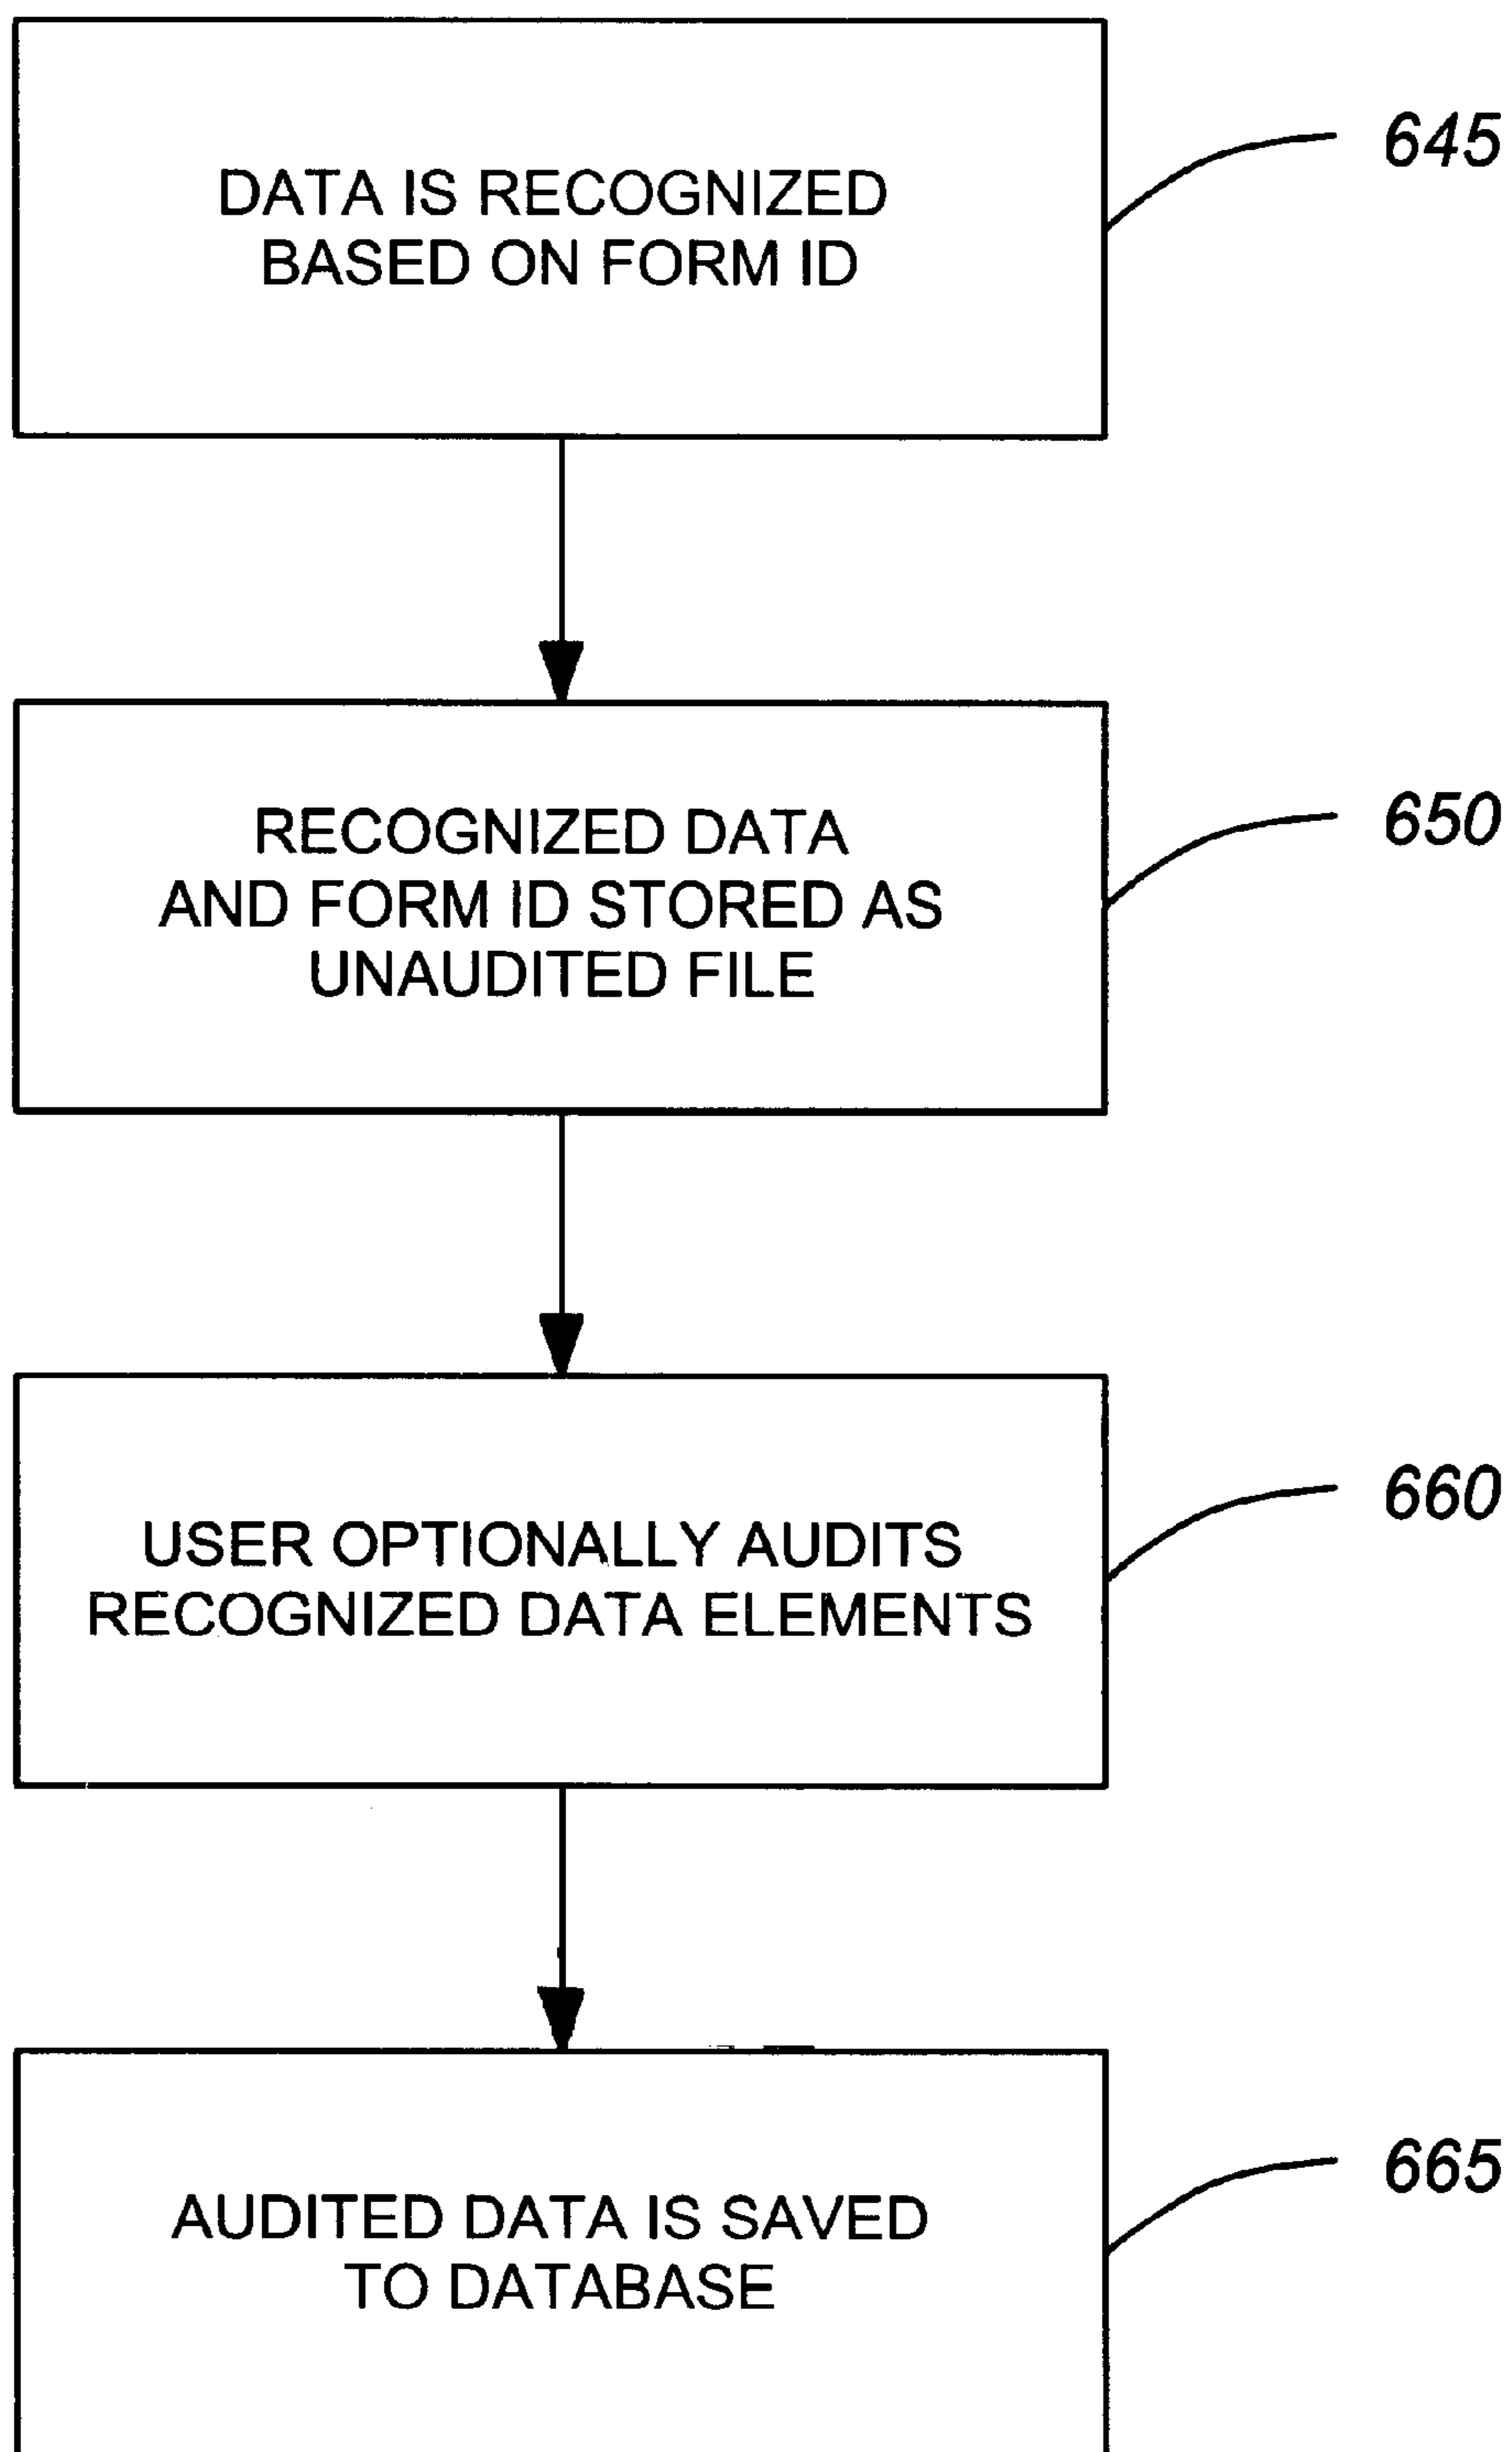 DATA IS RECOGNIZED
BASED ON FORM ID
645
RECOGNIZED DATA
AND FORM ID STORED AS
UNAUDITED FILE
650
USER OPTIONALLY AUDITS
RECOGNIZED DATA ELEMENTS
660
AUDITED DATA IS SAVED
TO DATABASE
665